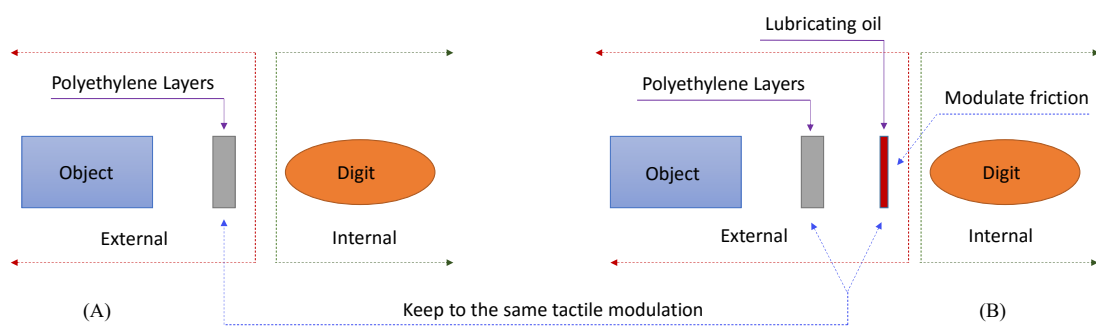 Lubricating oil
Polyethylene Layers
Polyethylene Layers
Modulate friction
Object
Digit
Object
Digit
External
Internal
External
Internal
(A)
Keep to the same tactile modulation
(B)